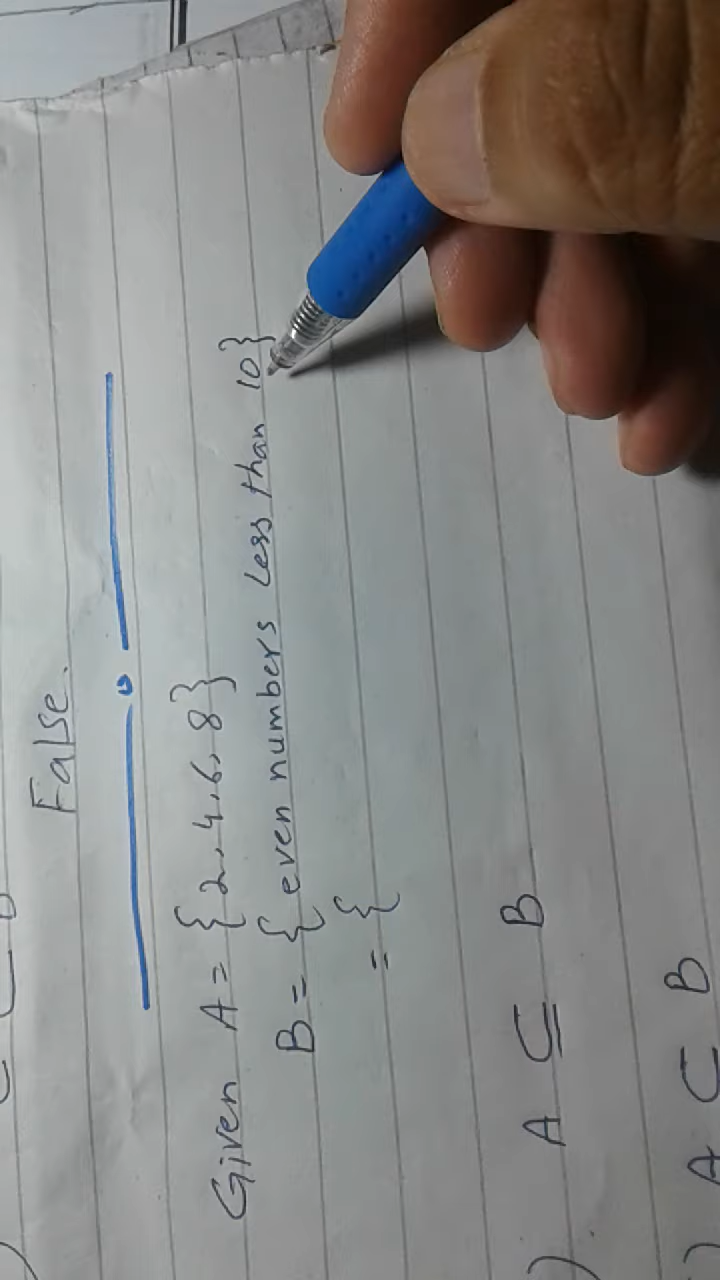 False.
Given A = {2, 4, 6, 8}
B = {even numbers less than 10}
= {
) A ⊆ B
) A ⊂ B